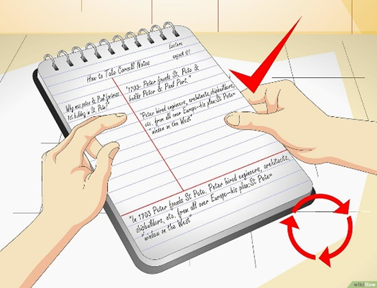 Lecture
How to Take Cornell Notes
"1703- Peter founds St. Pete &
builds Peter & Paul Fort."
Why was peter & Paul fortress
1st bldg in St. Pete?
"Peter hired engineers, architects, shipbuilders,
etc. from all over Europe-his plan: St. Pete=
"window on the West"
"In 1703 Peter founds St. Pete. Peter hired engineers, architects,
shipbuilders, etc. from all over Europe-his plan: St. Pete=
"window on the West"
wikiHow